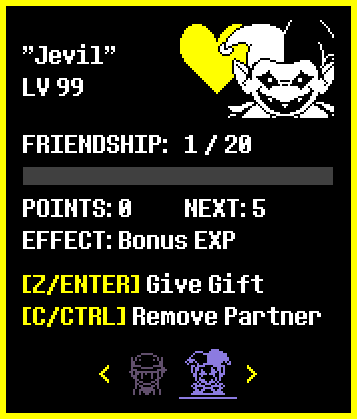 "Jevil"
LV 99
FRIENDSHIP: 1 / 20
POINTS: 0 NEXT: 5
EFFECT: Bonus EXP
[Z/ENTER] Give Gift
[C/CTRL] Remove Partner
< >